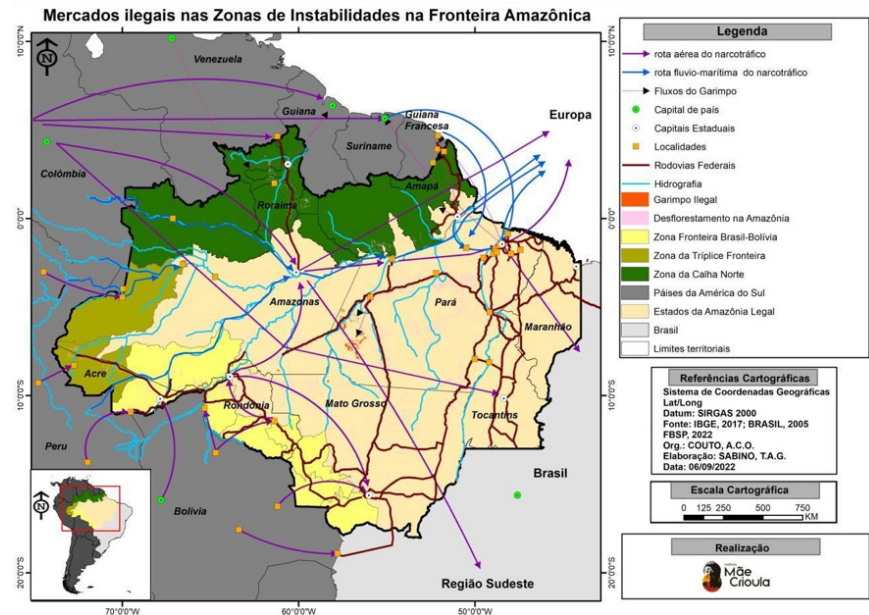 Mercados ilegais nas Zonas de Instabilidades na Fronteira Amazônica
10°0'0"N
0°0'0"
10°0'0"S
20°0'0"S
70°0'0"W
60°0'0"W
50°0'0"W
N
Venezuela
Guiana
Suriname
Guiana
Francesa
Europa
Colômbia
Roraima
Amapá
Amazonas
Pará
Maranhão
Acre
Rondônia
Mato Grosso
Tocantins
Peru
Bolívia
Brasil
Região Sudeste
N
Legenda
rota aérea do narcotráfico
rota fluvio-marítima do narcotráfico
Fluxos do Garimpo
Capital de país
Capitais Estaduais
Localidades
Rodovias Federais
Hidrografia
Garimpo Ilegal
Desflorestamento na Amazônia
Zona Fronteira Brasil-Bolívia
Zona da Tríplice Fronteira
Zona da Calha Norte
Páises da América do Sul
Estados da Amazônia Legal
Brasil
Limites territoriais
Referências Cartográficas
Sistema de Coordenadas Geográficas
Lat/Long
Datum: SIRGAS 2000
Fonte: IBGE, 2017; BRASIL, 2005
FBSP, 2022
Org.: COUTO, A.C.O.
Elaboração: SABINO, T.A.G.
Data: 06/09/2022
Escala Cartográfica
0 125 250 500 750
KM
Realização
Mãe
Crioula